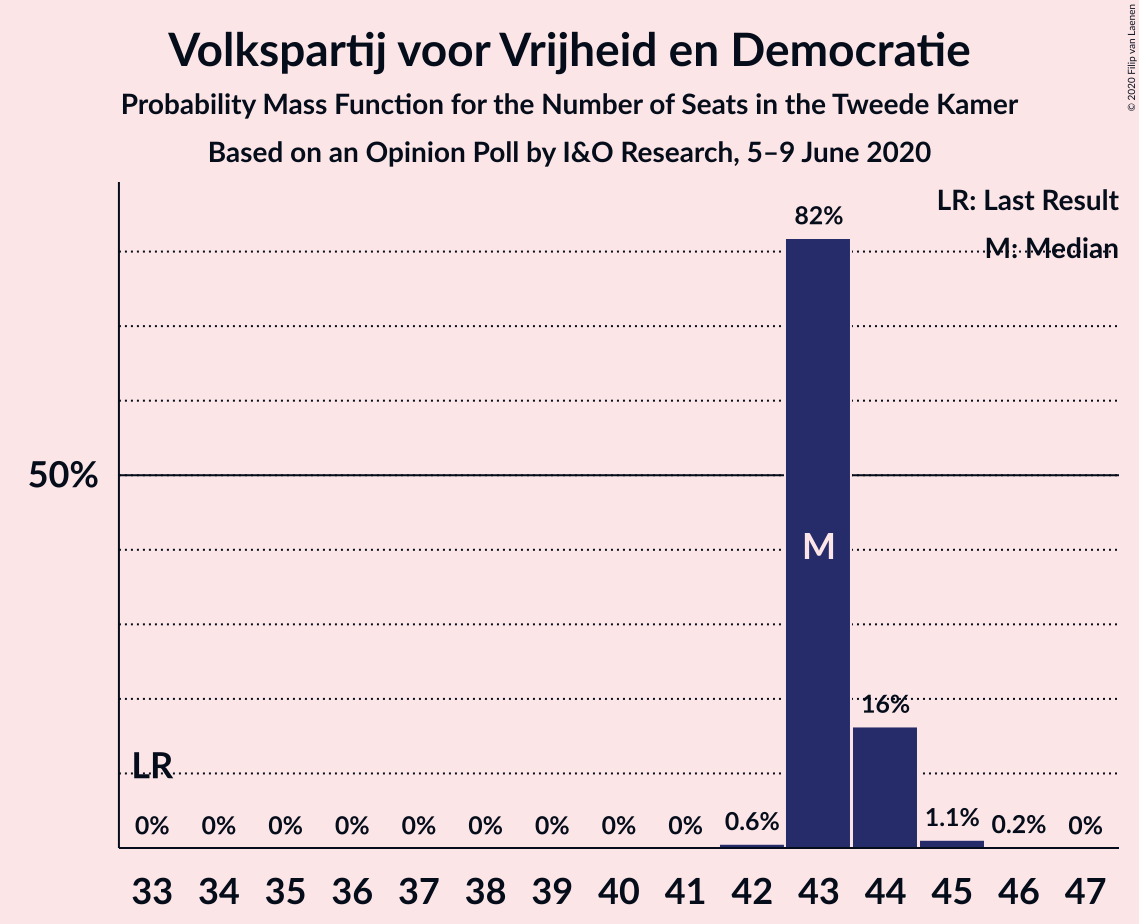 Volkspartij voor Vrijheid en Democratie
Probability Mass Function for the Number of Seats in the Tweede Kamer
Based on an Opinion Poll by I&O Research, 5–9 June 2020
© 2020 Filip van Laenen
LR: Last Result
M: Median
82%
50%
M
16%
LR
0% 0% 0% 0% 0% 0% 0% 0% 0% 0.6% 1.1% 0.2% 0%
33 34 35 36 37 38 39 40 41 42 43 44 45 46 47